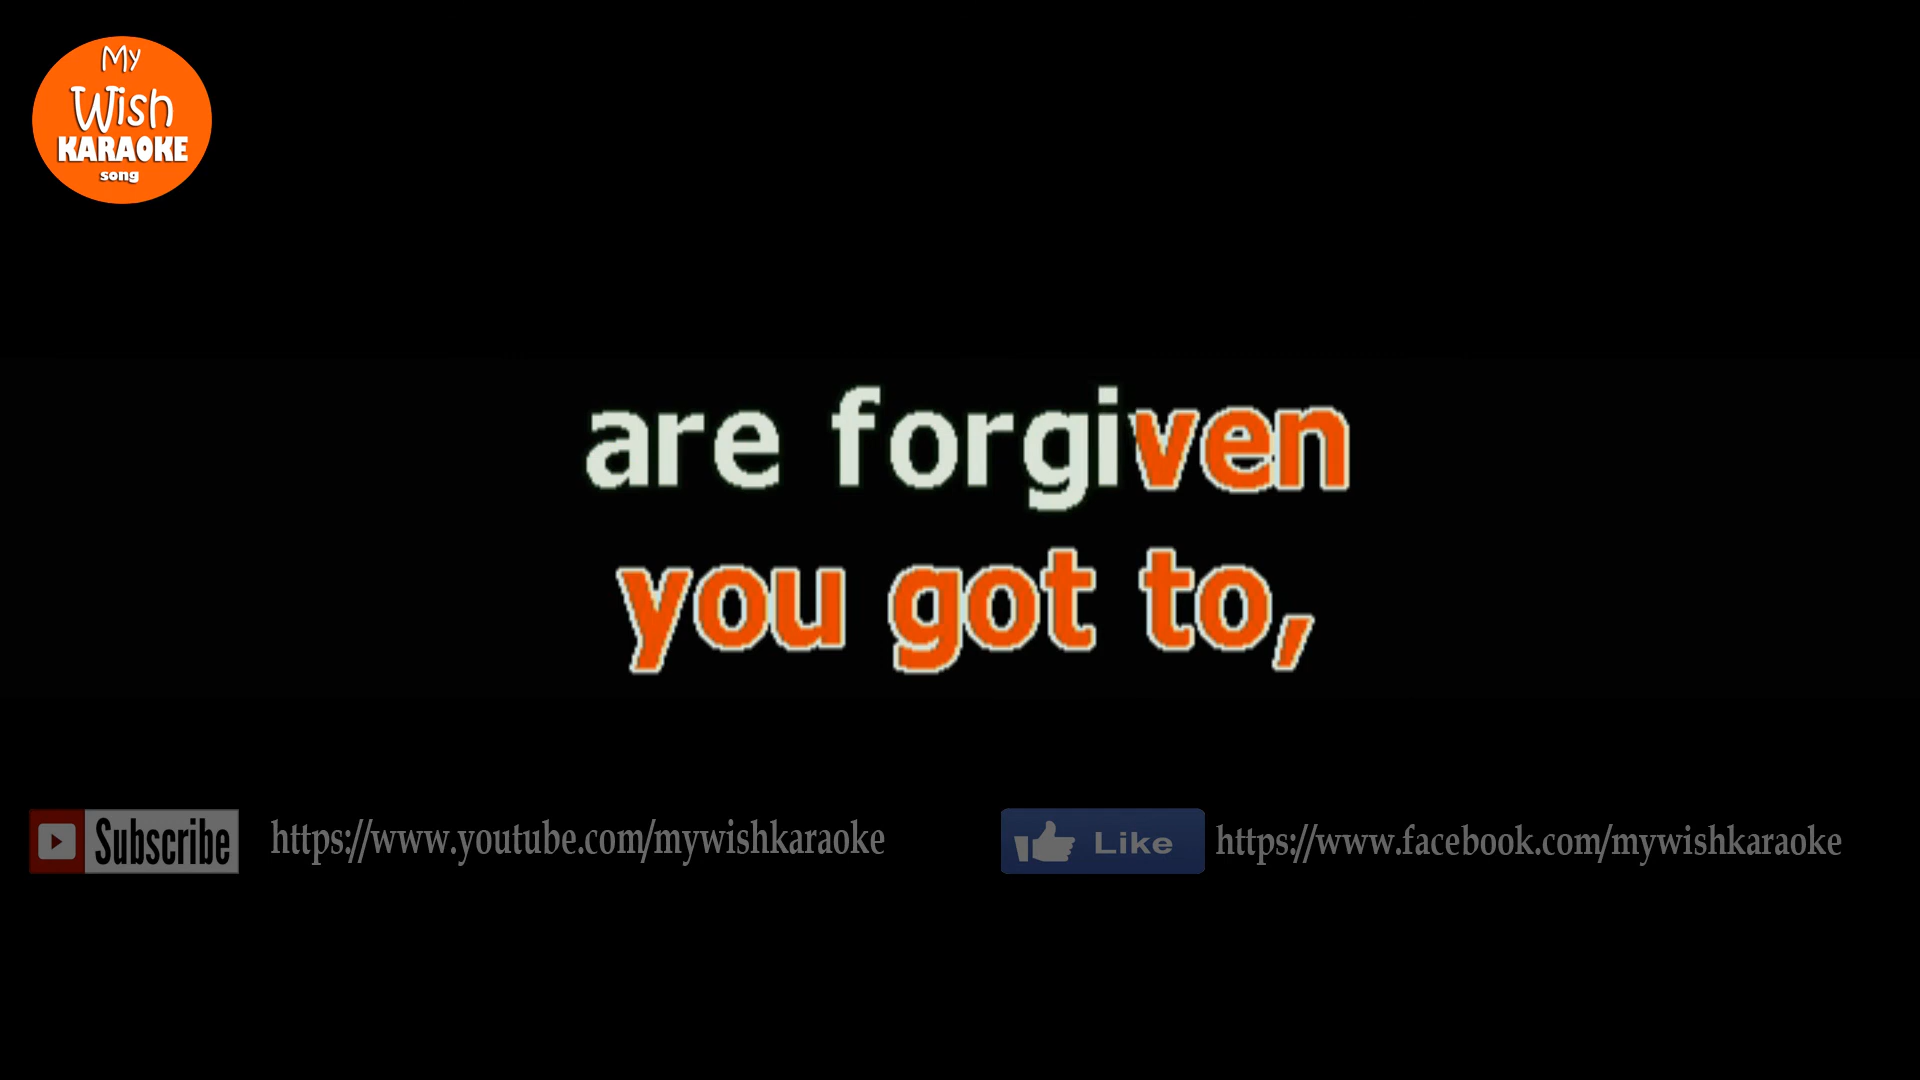 My
Wish
KARAOKE
song
are forgiven
you got to,
Subscribe https://www.youtube.com/mywishkaraoke
Like https://www.facebook.com/mywishkaraoke